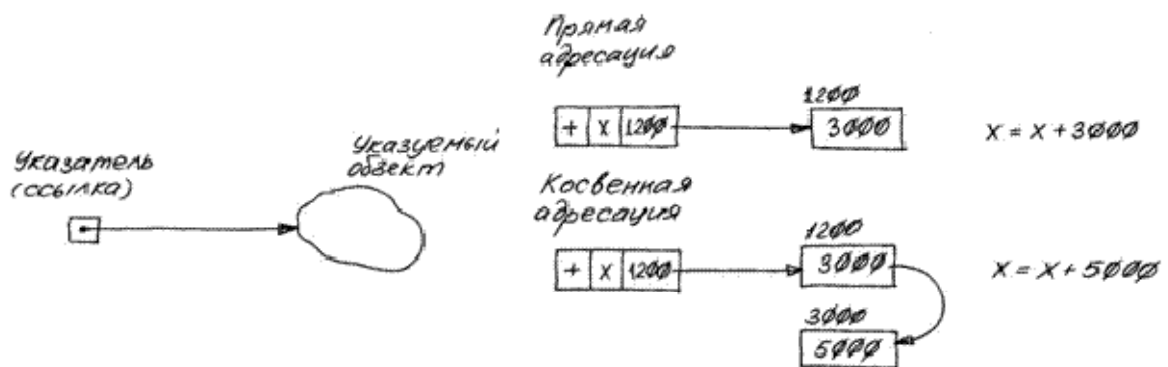 Указатель
(ссылка)
Указуемый
объект
Прямая
адресация
+ X 1200
1200
3000
X = X + 3000
Косвенная
адресация
+ X 1200
1200
3000
X = X + 5000
3000
5000